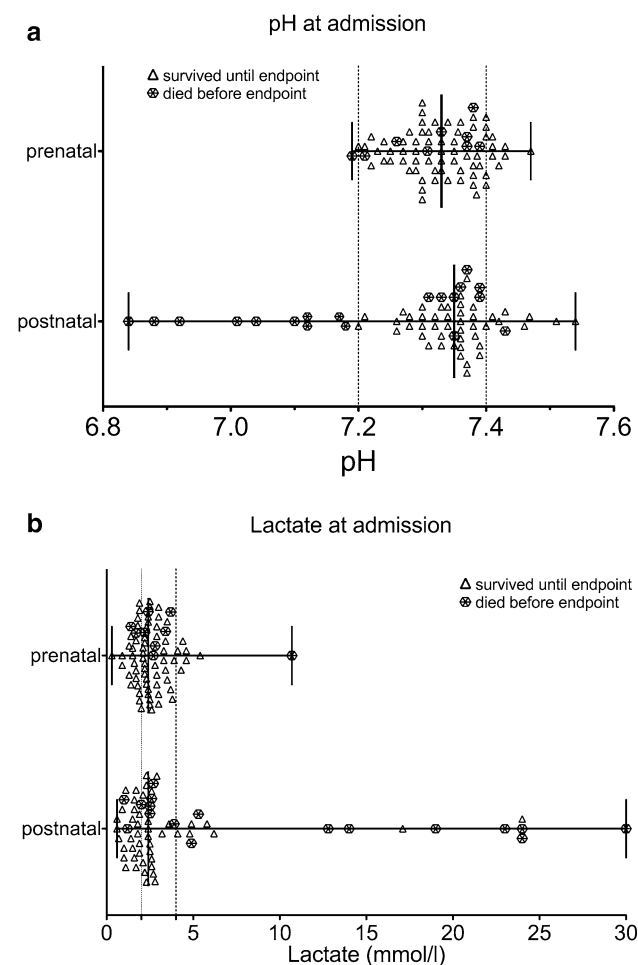 a
pH at admission
survived until endpoint
died before endpoint
prenatal
postnatal
6.8 7.0 7.2 7.4 7.6
pH
b
Lactate at admission
survived until endpoint
died before endpoint
prenatal
postnatal
0 5 10 15 20 25 30
Lactate (mmol/l)